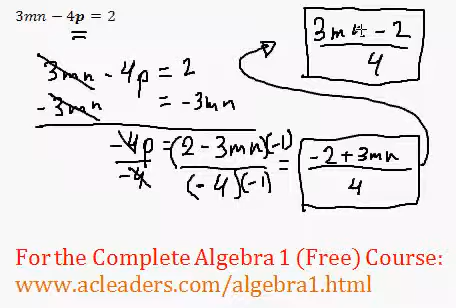 3mn − 4p = 2
=
3mn - 4p = 2
- 3mn = -3mn
-4p/-4 = (2 - 3mn)(-1)/(-4)(-1) = -2 + 3mn/4
3mn - 2/4
For the Complete Algebra 1 (Free) Course:
www.acleaders.com/algebra1.html